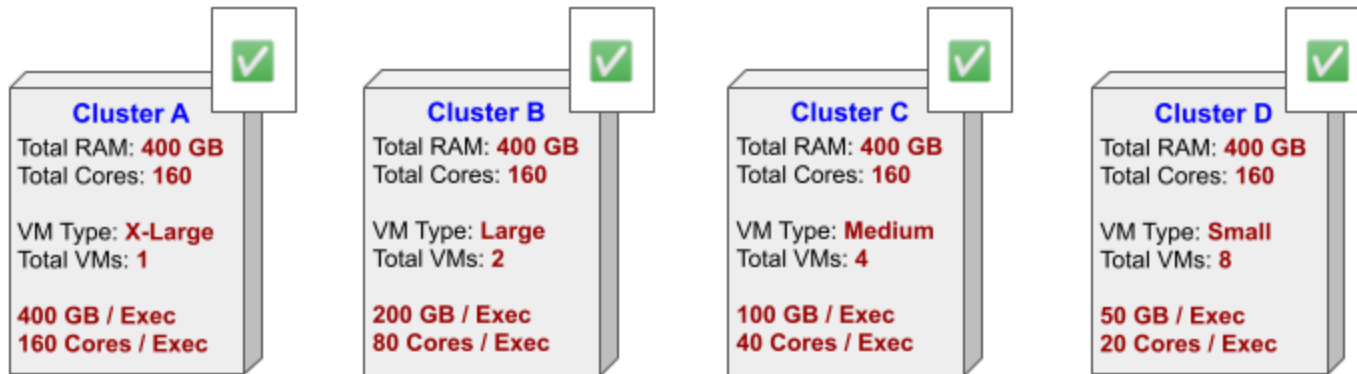 Cluster A
Total RAM: 400 GB
Total Cores: 160
VM Type: X-Large
Total VMs: 1
400 GB / Exec
160 Cores / Exec
Cluster B
Total RAM: 400 GB
Total Cores: 160
VM Type: Large
Total VMs: 2
200 GB / Exec
80 Cores / Exec
Cluster C
Total RAM: 400 GB
Total Cores: 160
VM Type: Medium
Total VMs: 4
100 GB / Exec
40 Cores / Exec
Cluster D
Total RAM: 400 GB
Total Cores: 160
VM Type: Small
Total VMs: 8
50 GB / Exec
20 Cores / Exec